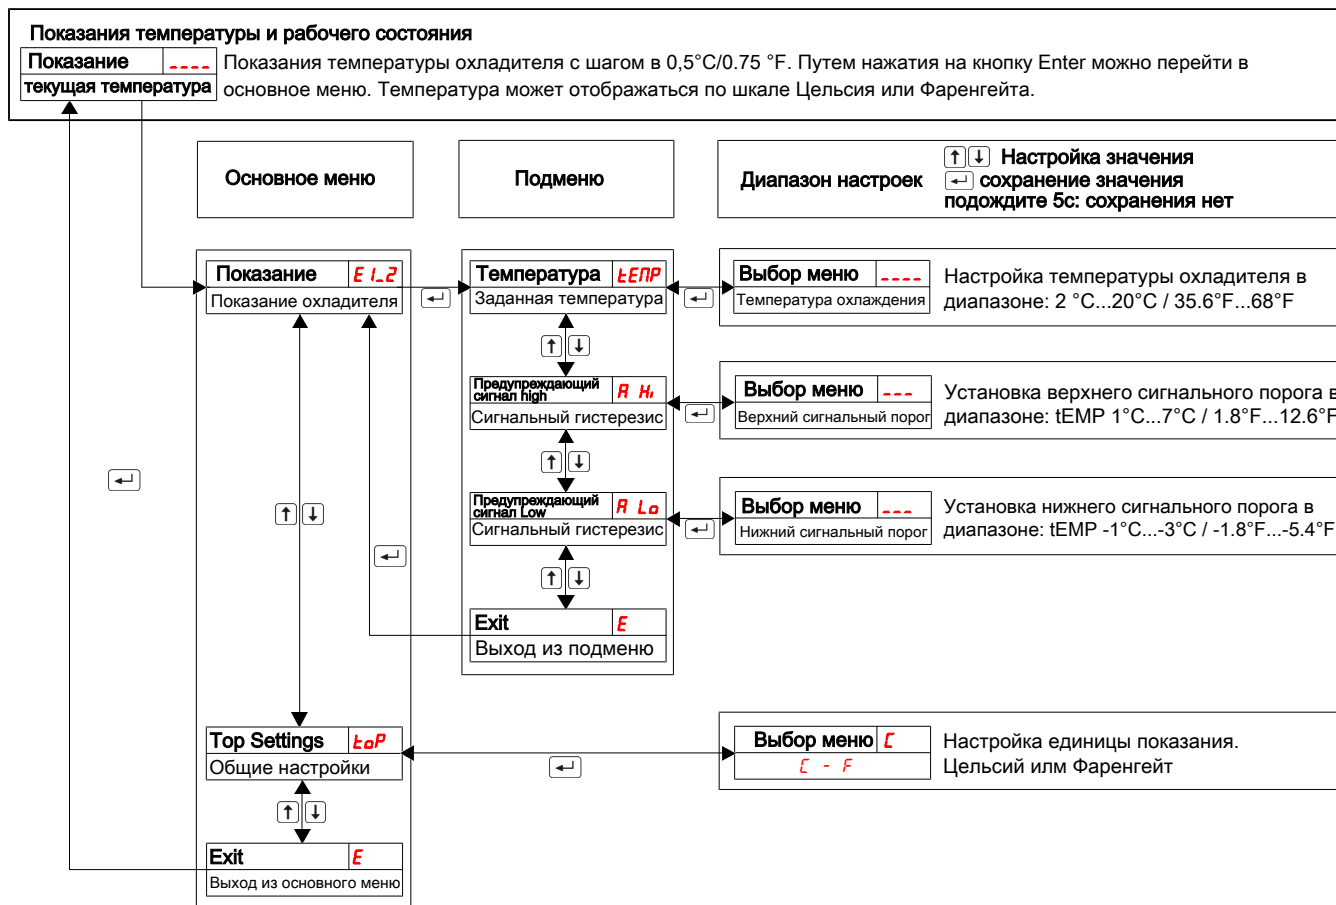 Показания температуры и рабочего состояния
Показание ----
текущая температура
Показания температуры охладителя с шагом в 0,5°C/0.75 °F. Путем нажатия на кнопку Enter можно перейти в
основное меню. Температура может отображаться по шкале Цельсия или Фаренгейта.
Основное меню
Подменю
Диапазон настроек
↑ ↓ Настройка значения
↵ сохранение значения
подождите 5с: сохранения нет
Показание E1_2
Показание охладителя
↵
Температура tEMP
Заданная температура
↵
Выбор меню ----
Температура охлаждения
Настройка температуры охладителя в
диапазоне: 2 °C...20°C / 35.6°F...68°F
↑ ↓
Предупреждающий
сигнал high
A Hi
Сигнальный гистерезис
↵
Выбор меню ---
Верхний сигнальный порог
Установка верхнего сигнального порога в
диапазоне: tEMP 1°C...7°C / 1.8°F...12.6°F
↑ ↓
↵
↑ ↓
Предупреждающий
сигнал Low
A Lo
Сигнальный гистерезис
↵
Выбор меню ---
Нижний сигнальный порог
Установка нижнего сигнального порога в
диапазоне: tEMP -1°C...-3°C / -1.8°F...-5.4°F
↵
↑ ↓
Exit E
Выход из подменю
Top Settings toP
Общие настройки
↵
Выбор меню C
C - F
Настройка единицы показания.
Цельсий илм Фаренгейт
↑ ↓
Exit E
Выход из основного меню